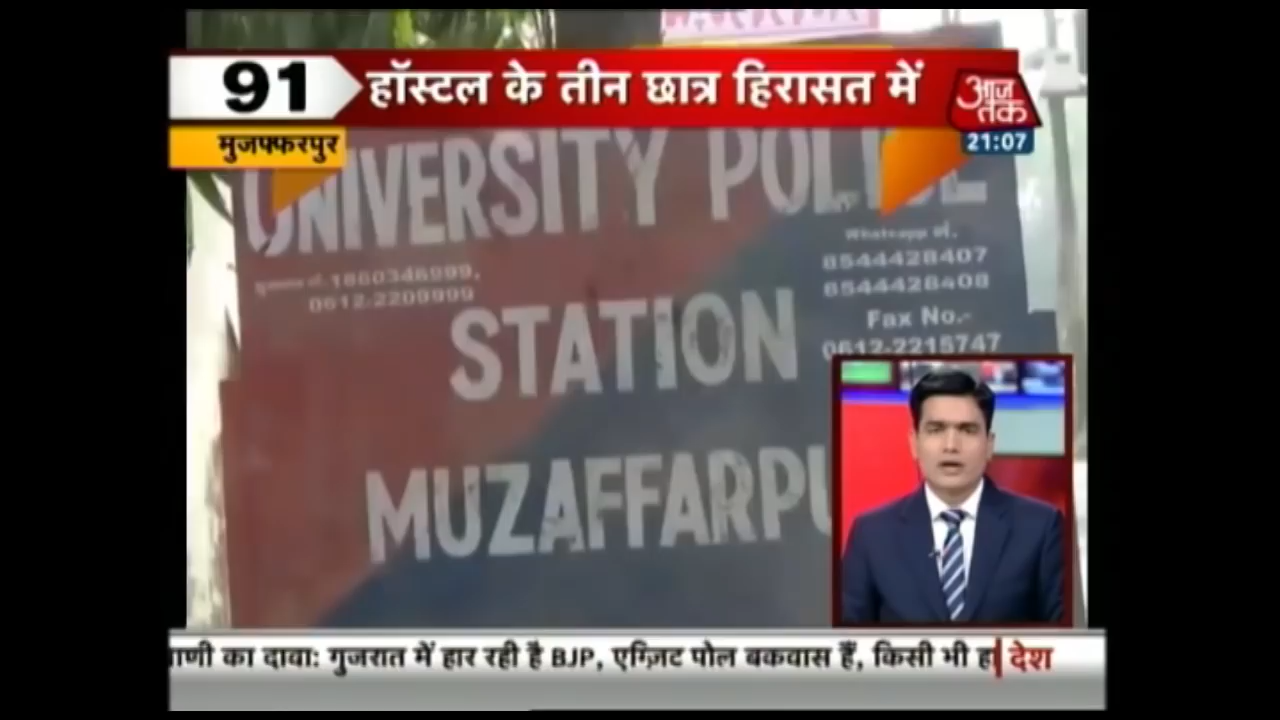 91
हॉस्टल के तीन छात्र हिरासत में
आज तक
21:07
मुजफ्फरपुर
UNIVERSITY POLICE
Whatsapp नं.
8544428407
8544428408
0612-2209999
STATION
Fax No.-
0612-2215747
MUZAFFARPU
ाणी का दावा: गुजरात में हार रही है BJP, एग्ज़िट पोल बकवास हैं, किसी भी
देश